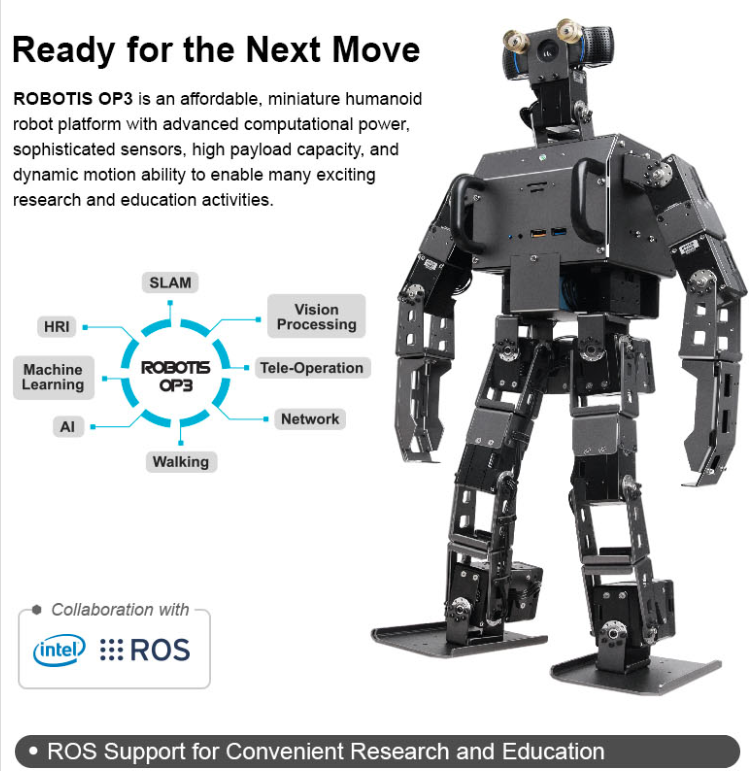 Ready for the Next Move
ROBOTIS OP3 is an affordable, miniature humanoid
robot platform with advanced computational power,
sophisticated sensors, high payload capacity, and
dynamic motion ability to enable many exciting
research and education activities.
SLAM
Vision
Processing
HRI
Machine
Learning
ROBOTIS
OP3
Tele-Operation
AI
Network
Walking
Collaboration with
intel
ROS
• ROS Support for Convenient Research and Education